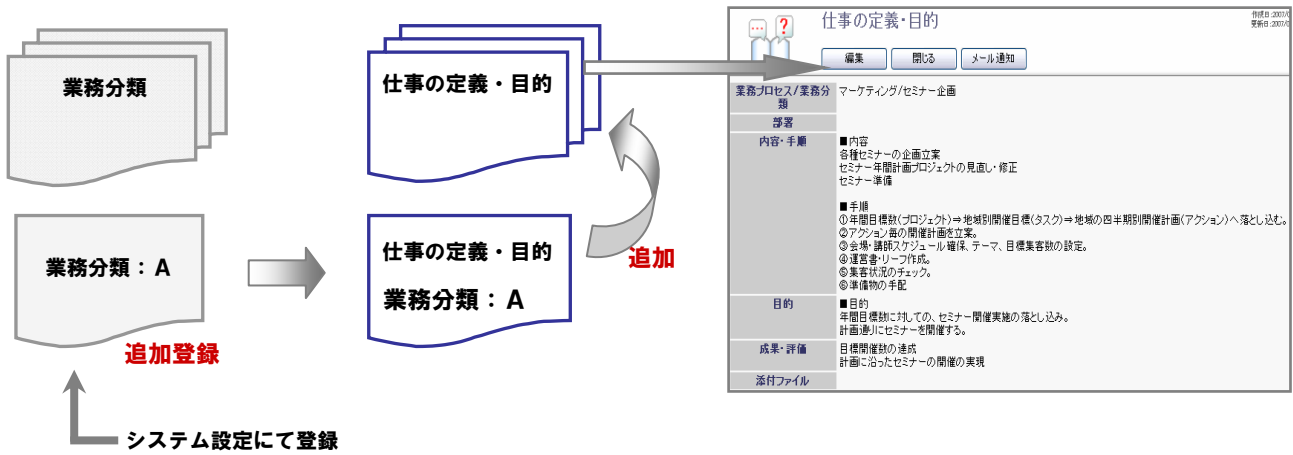 業務分類
業務分類：A
追加登録
システム設定にて登録
仕事の定義・目的
仕事の定義・目的
業務分類：A
追加
仕事の定義・目的
作成日:2007/0
更新日:2007/0
編集
閉じる
メール通知
業務プロセス/業務分類
マーケティング/セミナー企画
部署
内容・手順
■内容
各種セミナーの企画立案
セミナー年間計画プロジェクトの見直し・修正
セミナー準備
■手順
①年間目標数(プロジェクト)⇒地域別開催目標(タスク)⇒地域の四半期別開催計画(アクション)へ落とし込む。
②アクション毎の開催計画を立案。
③会場・講師スケジュール確保、テーマ、目標集客数の設定。
④運営書・リーフ作成。
⑤集客状況のチェック。
⑥準備物の手配
目的
■目的
年間目標数に対しての、セミナー開催実施の落とし込み。
計画通りにセミナーを開催する。
成果・評価
目標開催数の達成
計画に沿ったセミナーの開催の実現
添付ファイル